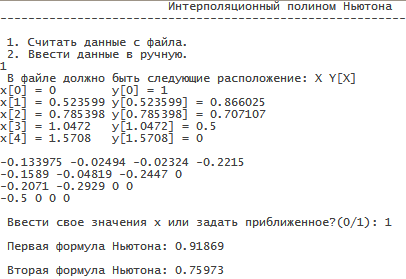 Интерполяционный полином Ньютона
1. Считать данные с файла.
2. Ввести данные в ручную.
1
В файле должно быть следующие расположение: X Y[X]
x[0] = 0 y[0] = 1
x[1] = 0.523599 y[0.523599] = 0.866025
x[2] = 0.785398 y[0.785398] = 0.707107
x[3] = 1.0472 y[1.0472] = 0.5
x[4] = 1.5708 y[1.5708] = 0
-0.133975 -0.02494 -0.02324 -0.2215
-0.1589 -0.04819 -0.2447 0
-0.2071 -0.2929 0 0
-0.5 0 0 0
Ввести свое значения x или задать приближенное?(0/1): 1
Первая формула Ньютона: 0.91869
Вторая формула Ньютона: 0.75973